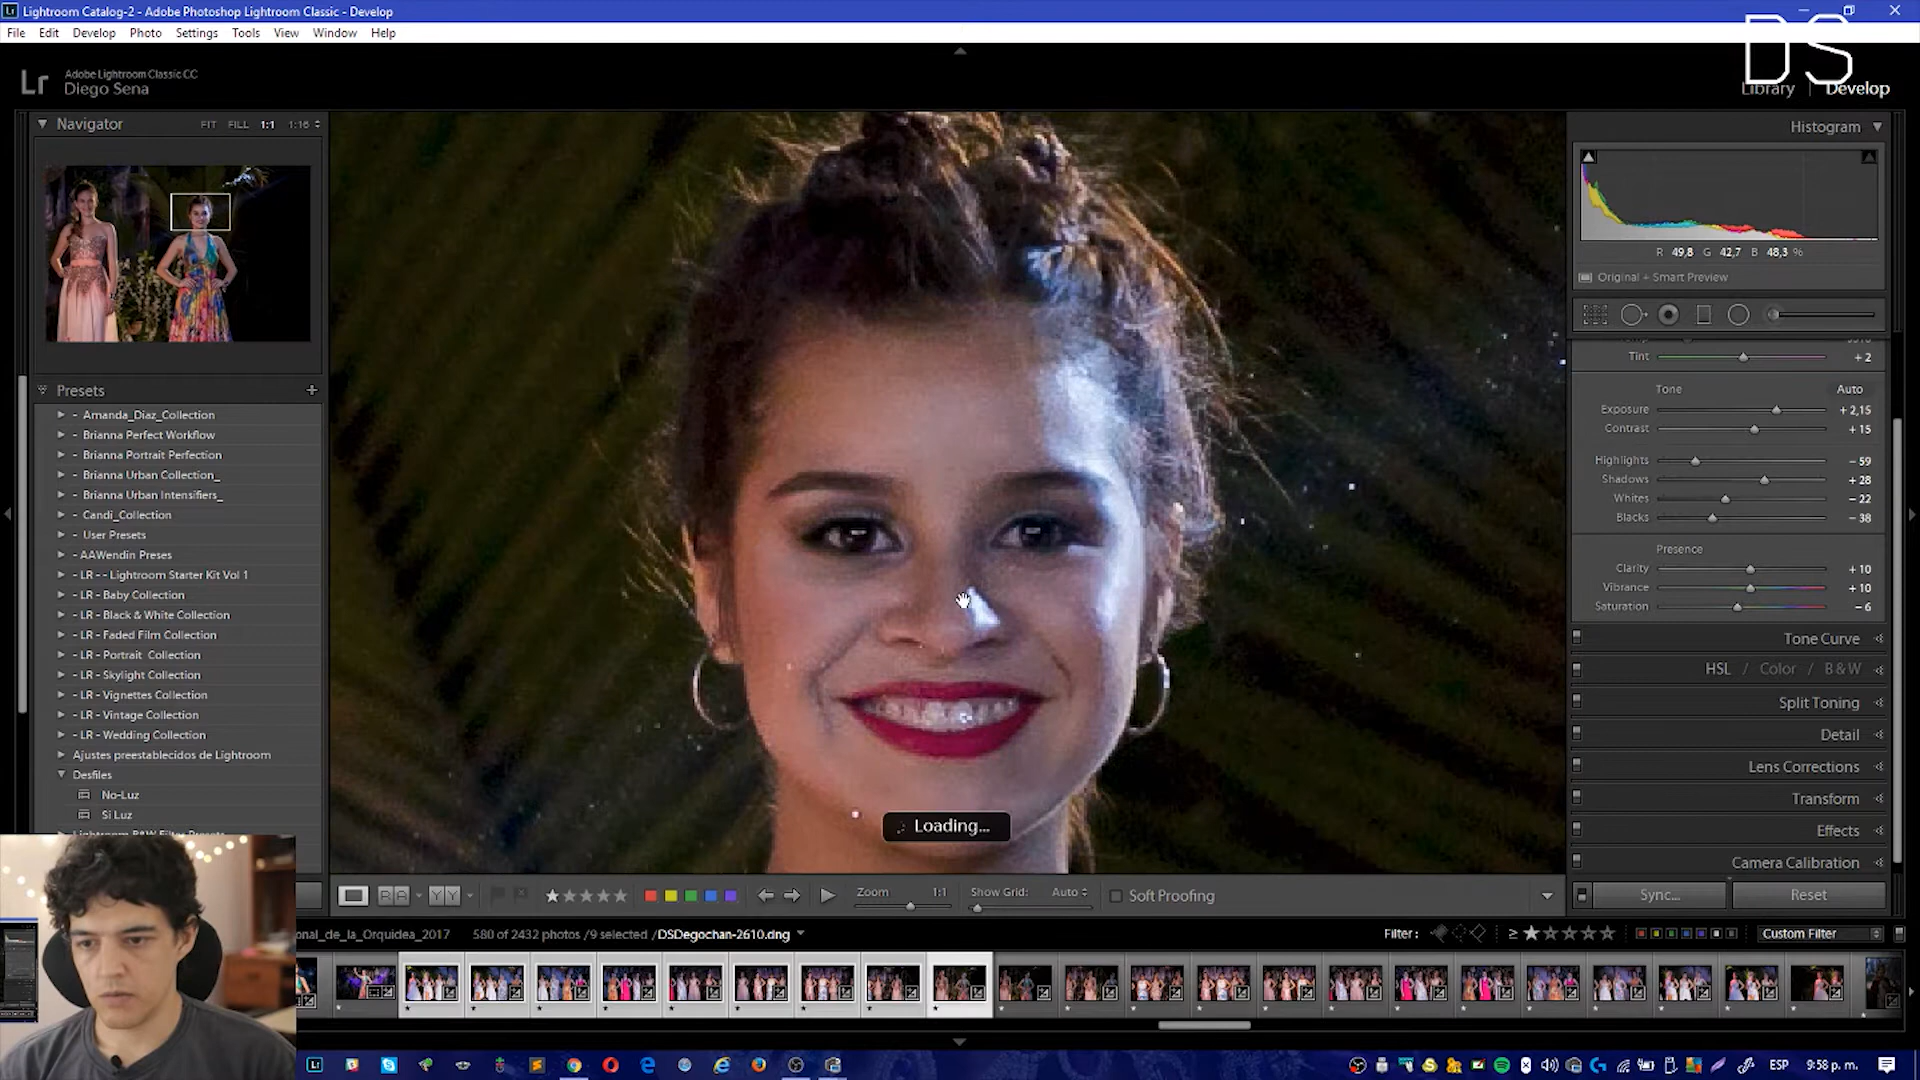 Lightroom Catalog-2 - Adobe Photoshop Lightroom Classic - Develop
File Edit Develop Photo Settings Tools View Window Help
DS
Lr Adobe Lightroom Classic CC
Diego Sena
Library | Develop
Navigator FIT FILL 1:1 1:16
Histogram
R 49,8 G 42,7 B 48,3 %
Original + Smart Preview
Tint + 2
Tone Auto
Exposure + 2,15
Contrast + 15
Highlights − 59
Shadows + 28
Whites − 22
Blacks − 38
Presence
Clarity + 10
Vibrance + 10
Saturation − 6
Tone Curve
HSL / Color / B & W
Split Toning
Detail
Lens Corrections
Transform
Effects
Camera Calibration
Sync... Reset
Presets +
- Amanda_Diaz_Collection
- Brianna Perfect Workflow
- Brianna Portrait Perfection
- Brianna Urban Collection_
- Brianna Urban Intensifiers_
- Candi_Collection
- User Presets
- AAWendin Preses
- LR - - Lightroom Starter Kit Vol 1
- LR - Baby Collection
- LR - Black & White Collection
- LR - Faded Film Collection
- LR - Portrait Collection
- LR - Skylight Collection
- LR - Vignettes Collection
- LR - Vintage Collection
- LR - Wedding Collection
Ajustes preestablecidos de Lightroom
Desfiles
No-Luz
Si Luz
Lightroom B&W Filter Presets
Loading...
Zoom 1:1 Show Grid: Auto Soft Proofing
onal_de_la_Orquidea_2017 580 of 2432 photos /9 selected /DSDegochan-2610.dng
Filter : Custom Filter
ESP 9:58 p. m.